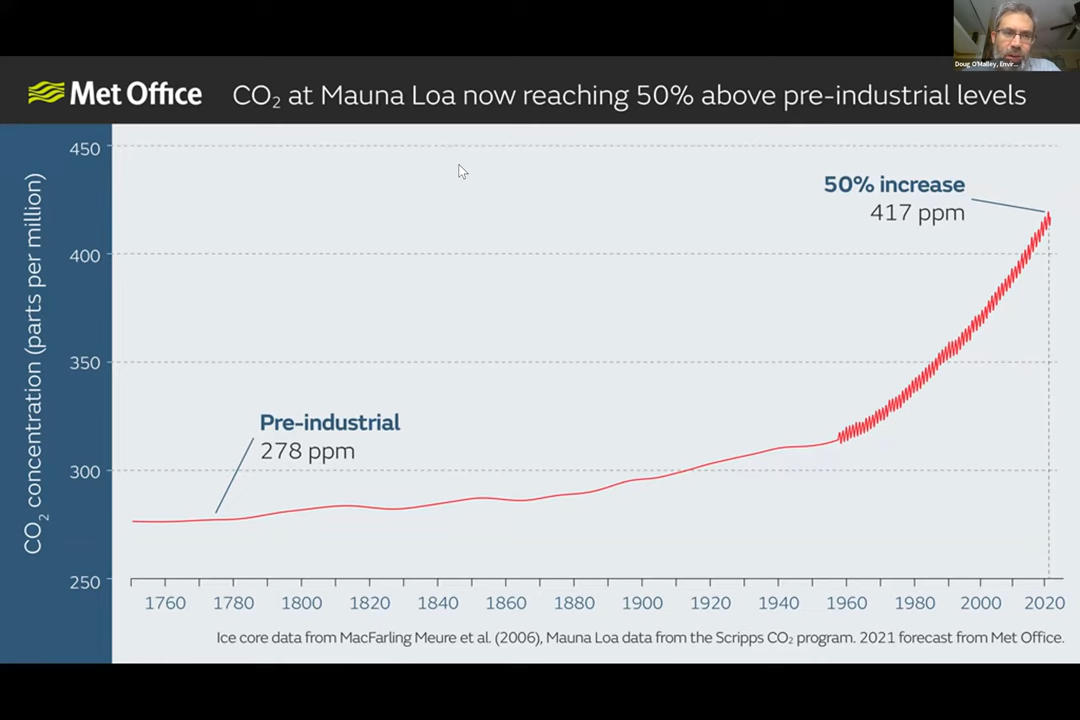 Doug O'Malley, Envir...
Met Office
CO₂ at Mauna Loa now reaching 50% above pre-industrial levels
CO₂ concentration (parts per million)
450
400
350
300
250
50% increase
417 ppm
Pre-industrial
278 ppm
1760 1780 1800 1820 1840 1860 1880 1900 1920 1940 1960 1980 2000 2020
Ice core data from MacFarling Meure et al. (2006), Mauna Loa data from the Scripps CO₂ program. 2021 forecast from Met Office.